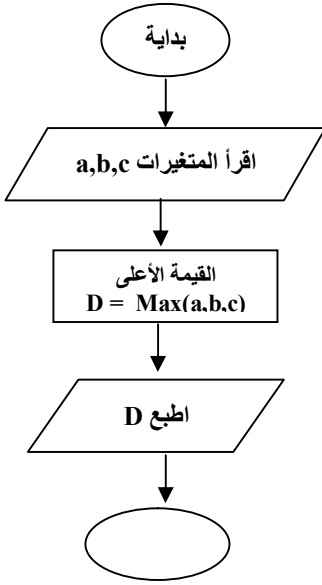 بداية
اقرأ المتغيرات a,b,c
القيمة الأعلى
D = Max(a,b,c)
اطبع D